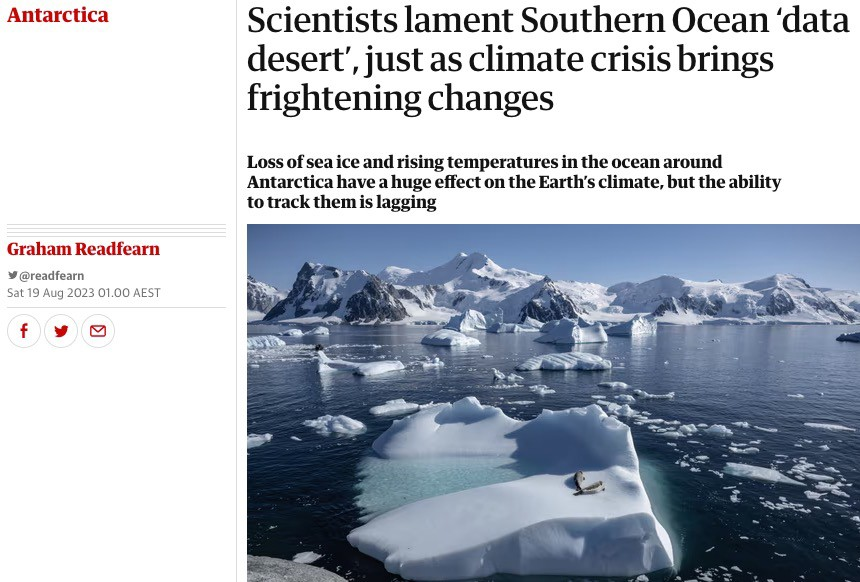 Antarctica
Scientists lament Southern Ocean ‘data
desert’, just as climate crisis brings
frightening changes
Loss of sea ice and rising temperatures in the ocean around
Antarctica have a huge effect on the Earth’s climate, but the ability
to track them is lagging
Graham Readfearn
@readfearn
Sat 19 Aug 2023 01.00 AEST